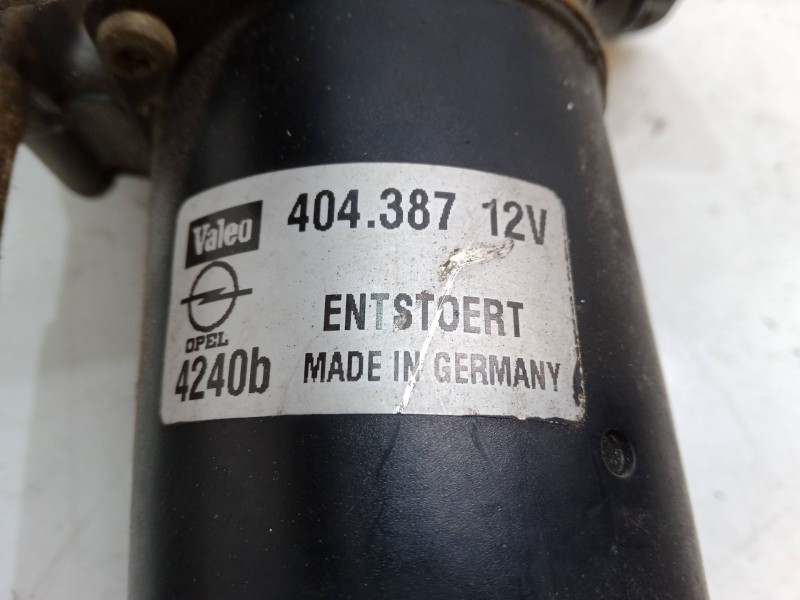 Valeo 404.387 12V
OPEL
ENTSTOERT
4240b MADE IN GERMANY